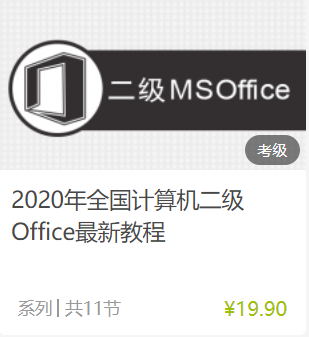 二级MSOffice
考级
2020年全国计算机二级
Office最新教程
系列 | 共11节
¥19.90